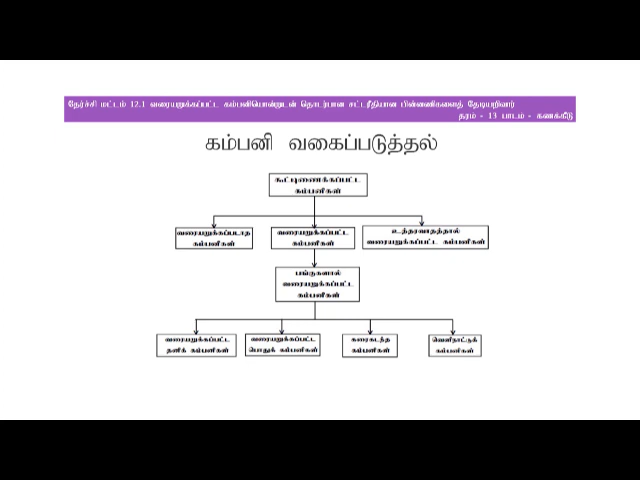 தேர்ச்சி மட்டம் 12.1 வரையறுக்கப்பட்ட கம்பனியொன்றுடன் தொடர்பான சட்டரீதியான பின்னணிகளைத் தேடியறிவார்
தரம் - 13 பாடம் - கணக்கீடு
கம்பனி வகைப்படுத்தல்
கூட்டிணைக்கப்பட்ட
கம்பனிகள்
வரையறுக்கப்படாத
கம்பனிகள்
வரையறுக்கப்பட்ட
கம்பனிகள்
உத்தரவாதத்தால்
வரையறுக்கப்பட்ட கம்பனிகள்
பங்குகளால்
வரையறுக்கப்பட்ட
கம்பனிகள்
வரையறுக்கப்பட்ட
தனிக் கம்பனிகள்
வரையறுக்கப்பட்ட
பொதுக் கம்பனிகள்
கரைகடந்த
கம்பனிகள்
வெளிநாட்டுக்
கம்பனிகள்